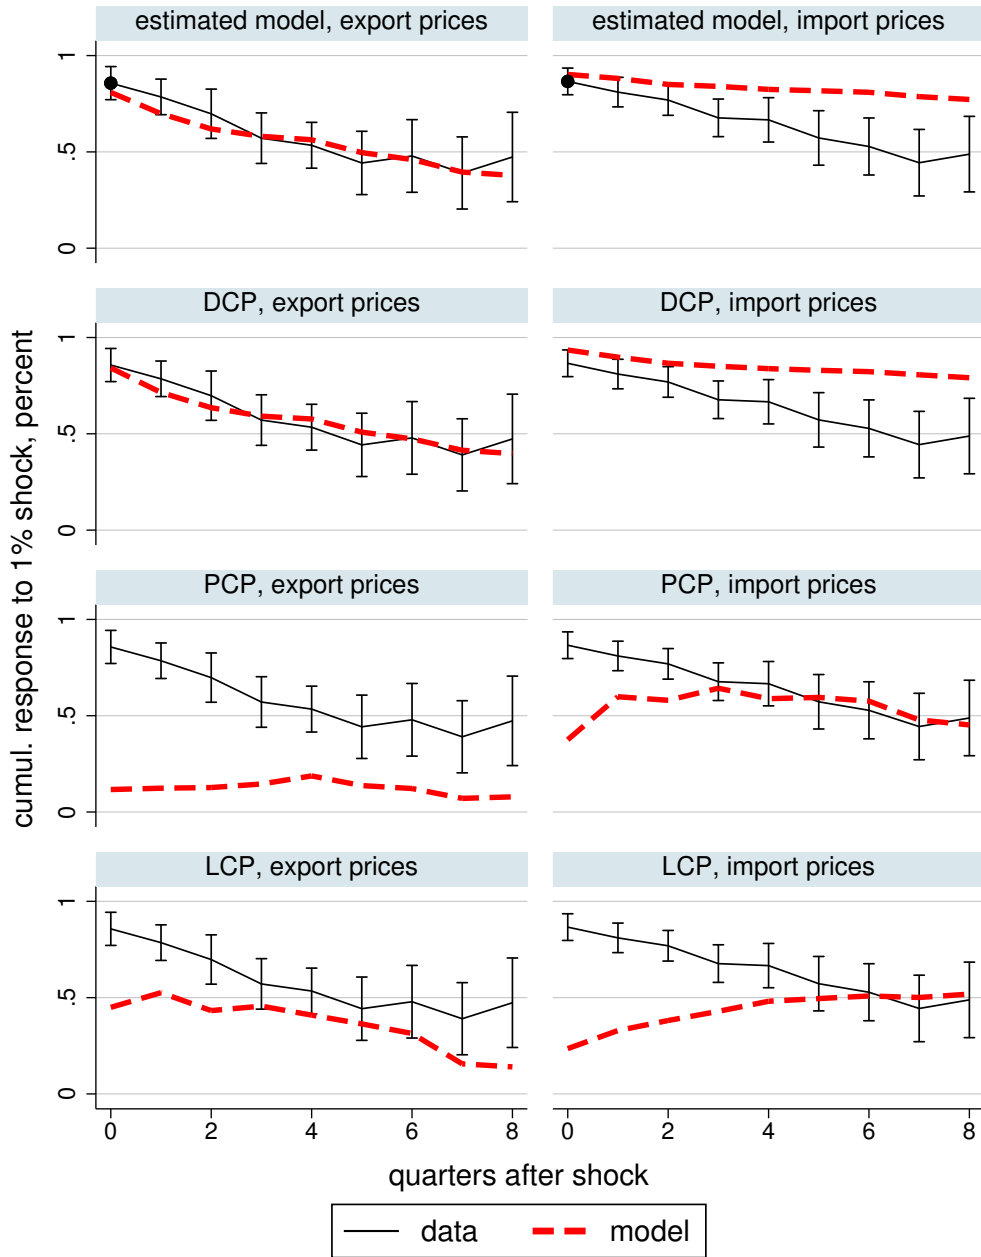 estimated model, export prices
estimated model, import prices
1
.5
0
DCP, export prices
DCP, import prices
1
.5
0
PCP, export prices
PCP, import prices
1
.5
0
LCP, export prices
LCP, import prices
1
.5
0
0 2 4 6 8
0 2 4 6 8
cumul. response to 1% shock, percent
quarters after shock
data
model